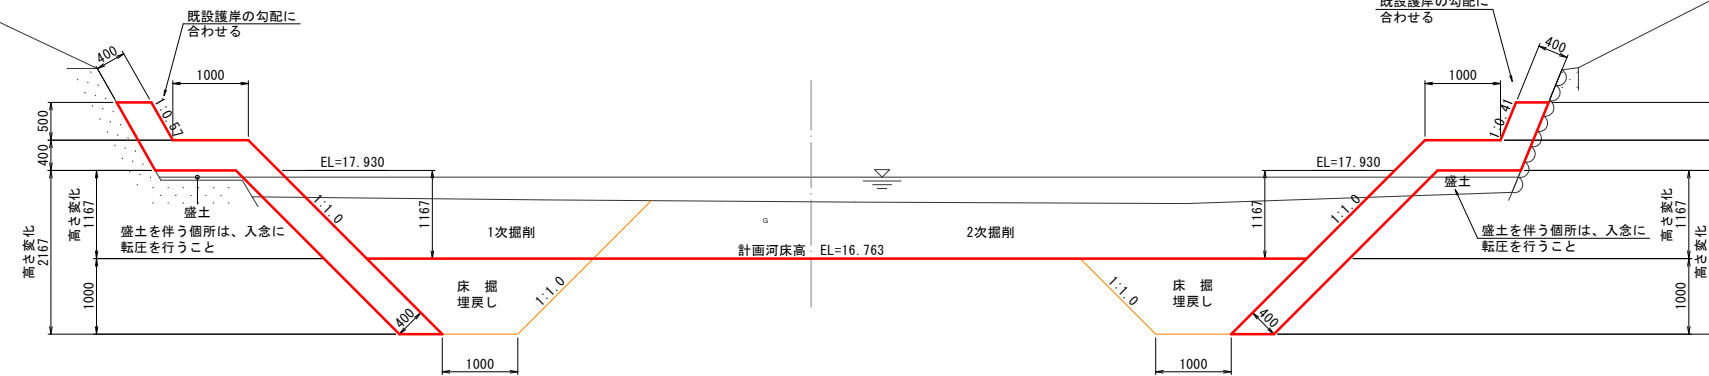 既設護岸の勾配に
合わせる
400
1000
1:0.57
500
400
EL=17.930
1:1.0
1167
盛土
盛土を伴う個所は、入念に
転圧を行うこと
高さ変化
1167
高さ変化
2167
1000
1次掘削
床 掘
埋戻し
1:1.0
400
1000
G
計画河床高 EL=16.763
2次掘削
既設護岸の勾配に
合わせる
400
1000
1:0.41
EL=17.930
1:1.0
1167
盛土
盛土を伴う個所は、入念に
転圧を行うこと
高さ変化
1167
高さ変化
1000
床 掘
埋戻し
1:1.0
400
1000